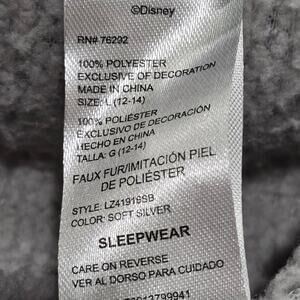 ©Disney
RN# 76292
100% POLYESTER
EXCLUSIVE OF DECORATION
MADE IN CHINA
SIZE: L (12-14)
100% POLIÉSTER
EXCLUSIVO DE DECORACIÓN
HECHO EN CHINA
TALLA: G (12-14)
FAUX FUR/IMITACIÓN PIEL
DE POLIÉSTER
STYLE: LZ41919SB
COLOR: SOFT SILVER
SLEEPWEAR
CARE ON REVERSE
VER AL DORSO PARA CUIDADO